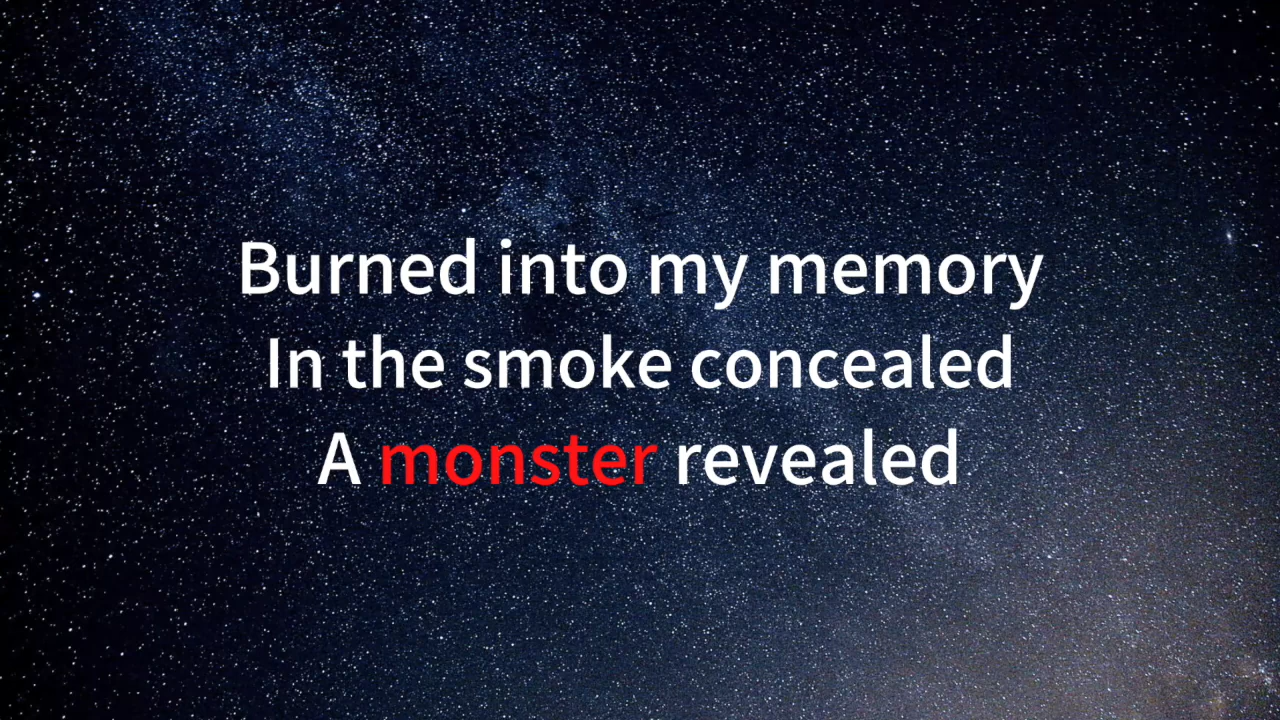 Burned into my memory
In the smoke concealed
A monster revealed